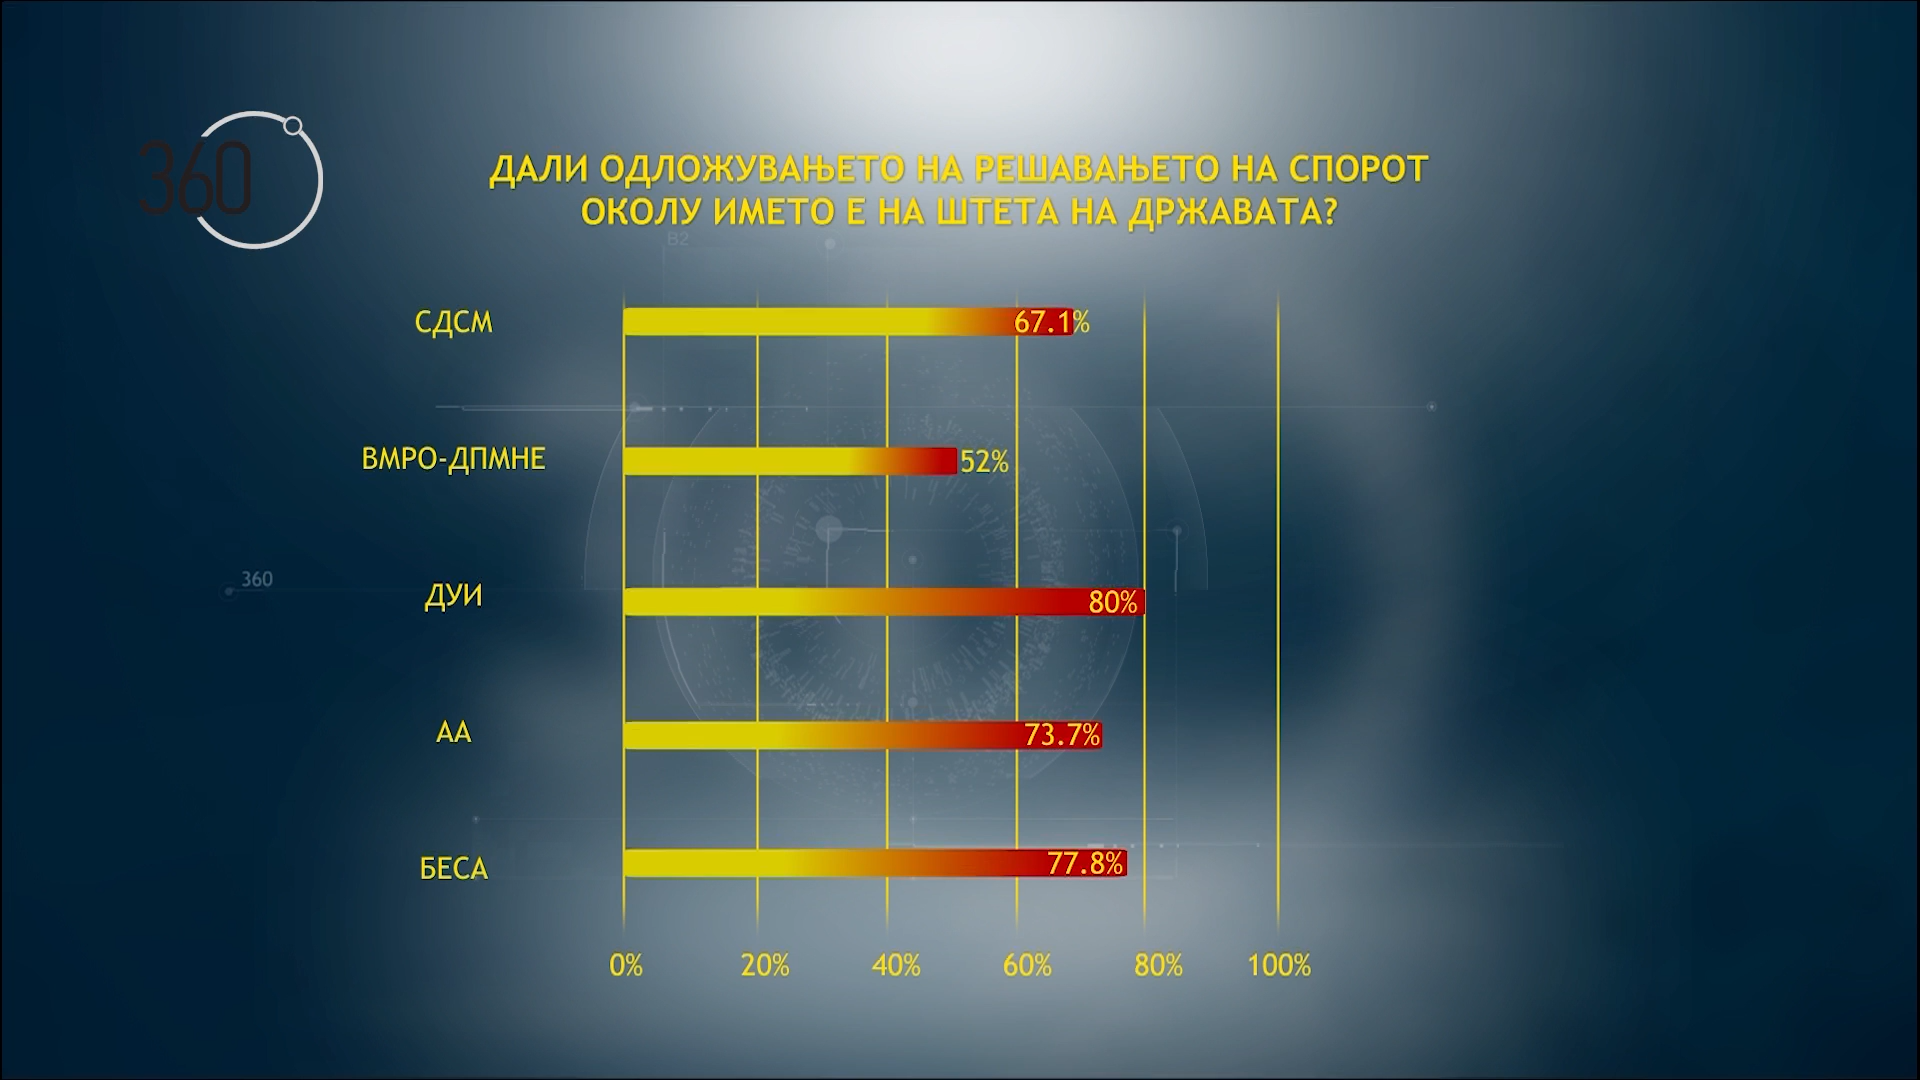 360
ДАЛИ ОДЛОЖУВАЊЕТО НА РЕШАВАЊЕТО НА СПОРОТ
ОКОЛУ ИМЕТО Е НА ШТЕТА НА ДРЖАВАТА?
B2
СДСМ 67.1%
ВМРО-ДПМНЕ 52%
360
ДУИ 80%
АА 73.7%
БЕСА 77.8%
0% 20% 40% 60% 80% 100%